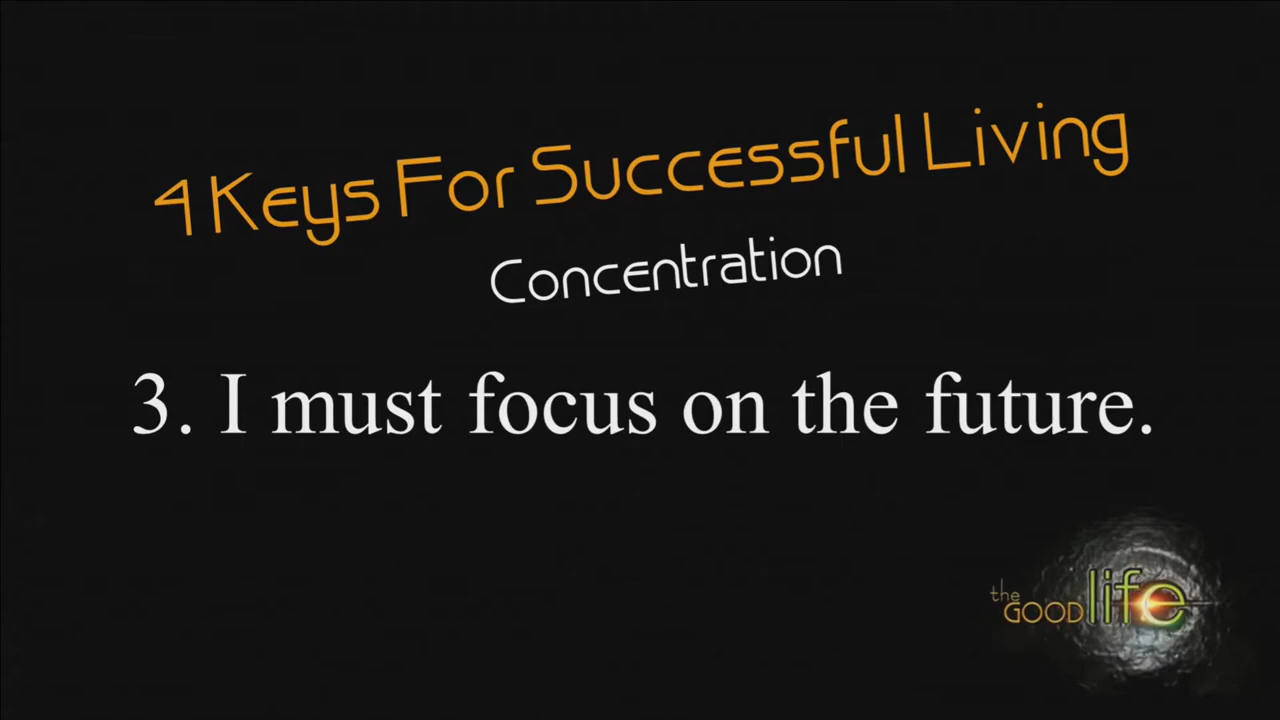 4 Keys For Successful Living
Concentration
3. I must focus on the future.
the
GOOD life